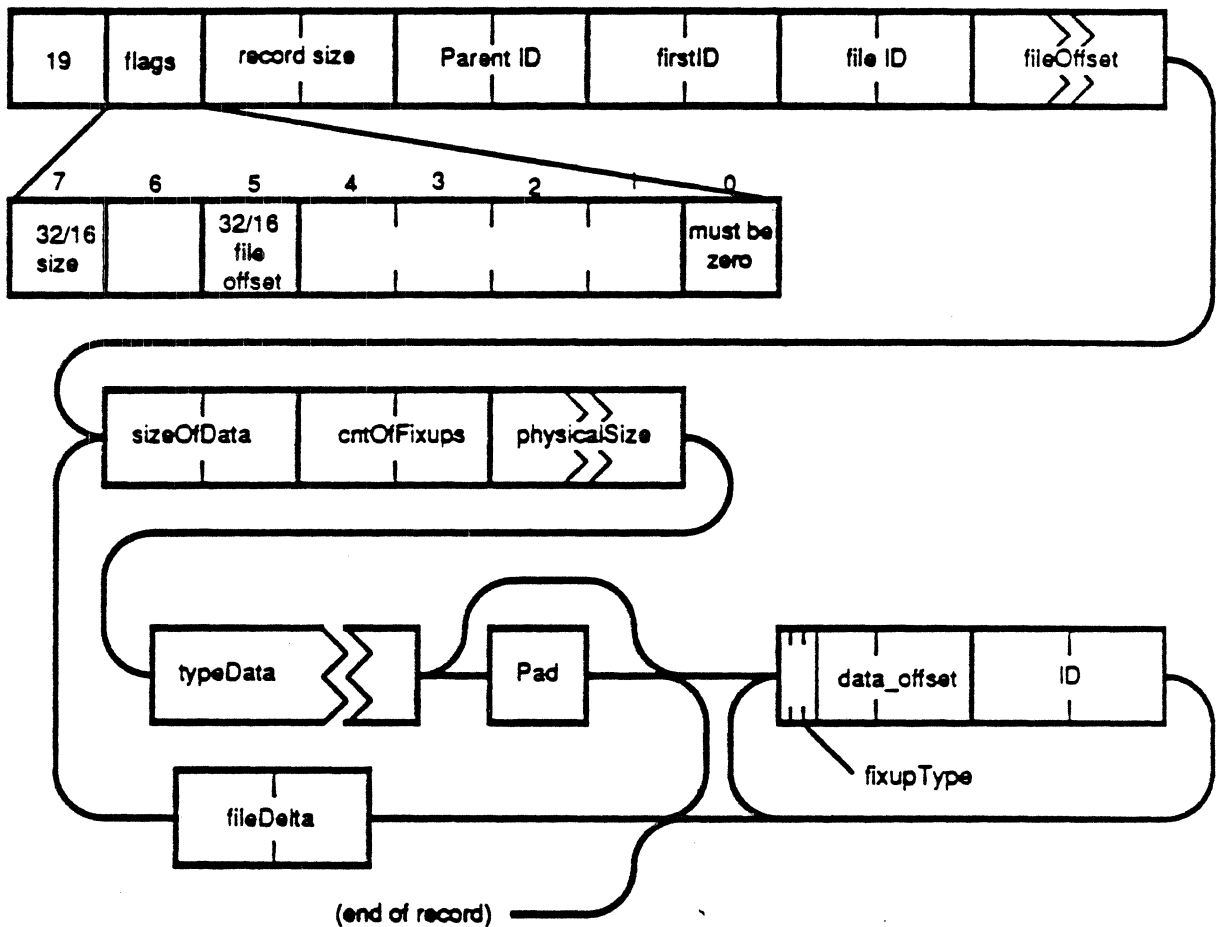 19 flags record size Parent ID firstID file ID fileOffset
7 6 5 4 3 2 1 0
32/16 size
32/16 file offset
must be zero
sizeOfData cntOfFixups physicalSize
typeData Pad data_offset ID
fixupType
fileDelta
(end of record)